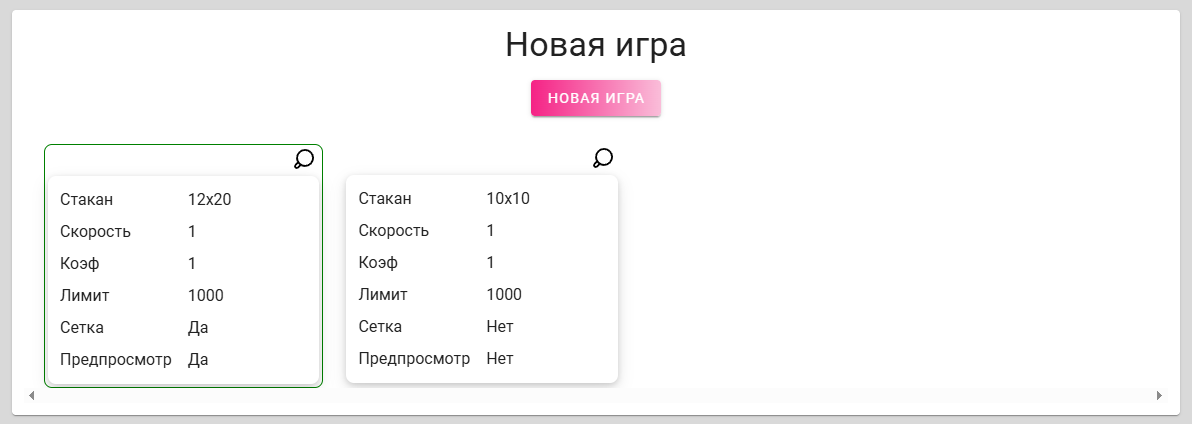 Новая игра
НОВАЯ ИГРА
Стакан 12x20
Скорость 1
Коэф 1
Лимит 1000
Сетка Да
Предпросмотр Да
Стакан 10x10
Скорость 1
Коэф 1
Лимит 1000
Сетка Нет
Предпросмотр Нет